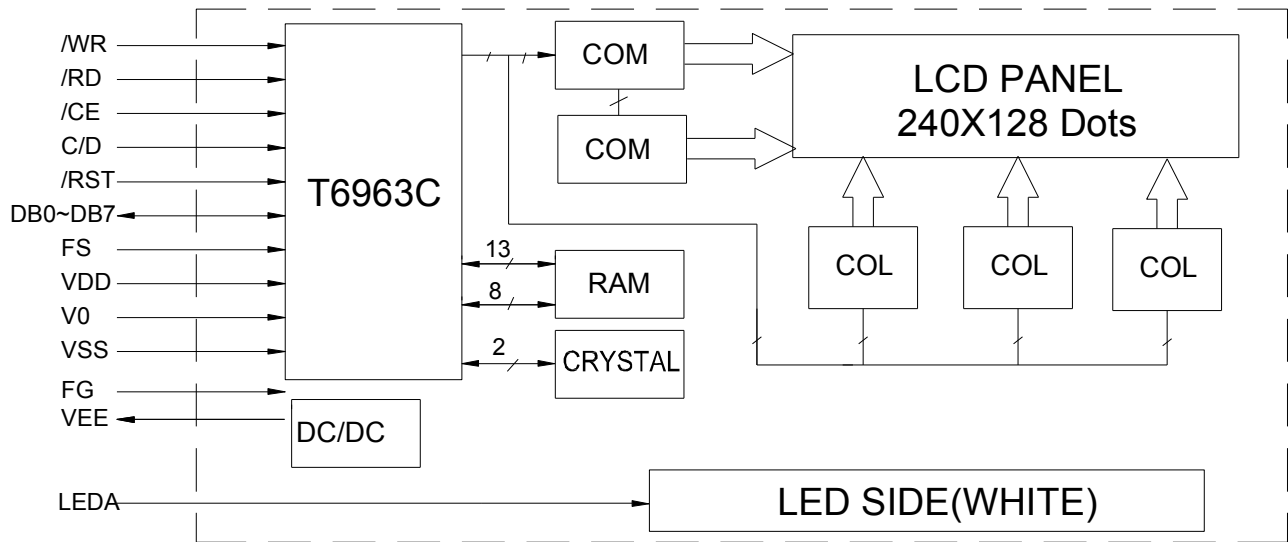 /WR
/RD
/CE
C/D
/RST
DB0~DB7
FS
VDD
V0
VSS
FG
VEE
LEDA
T6963C
DC/DC
COM
COM
13
8
2
RAM
CRYSTAL
LCD PANEL
240X128 Dots
COL
COL
COL
LED SIDE(WHITE)